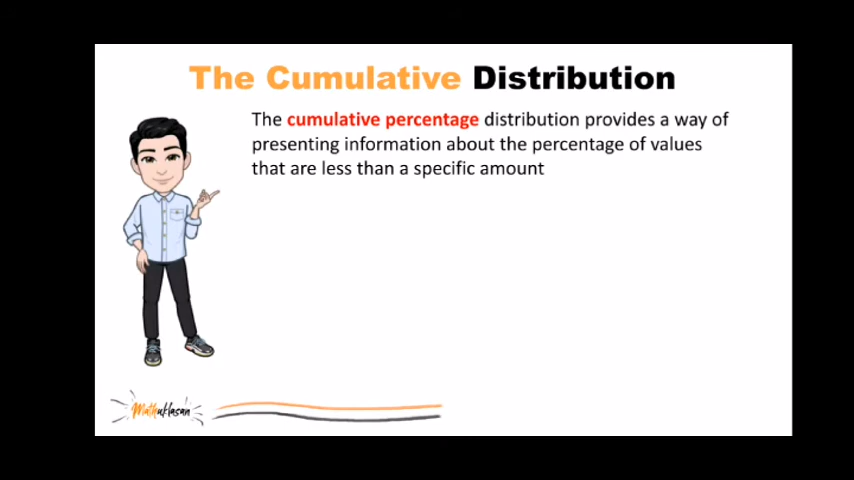 The Cumulative Distribution
The cumulative percentage distribution provides a way of
presenting information about the percentage of values
that are less than a specific amount
Mathuklasan